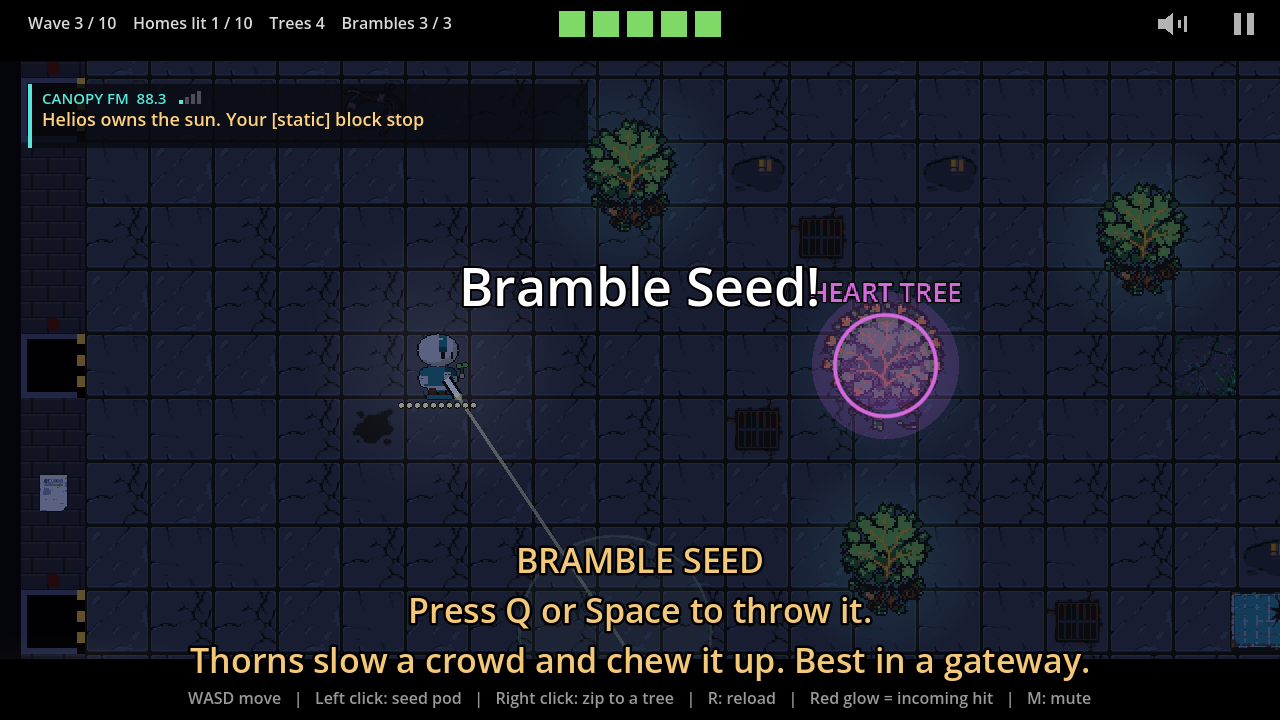 Wave 3 / 10 Homes lit 1 / 10 Trees 4 Brambles 3 / 3
CANOPY FM 88.3
Helios owns the sun. Your [static] block stop
Bramble Seed!
HEART TREE
BRAMBLE SEED
Press Q or Space to throw it.
Thorns slow a crowd and chew it up. Best in a gateway.
WASD move | Left click: seed pod | Right click: zip to a tree | R: reload | Red glow = incoming hit | M: mute